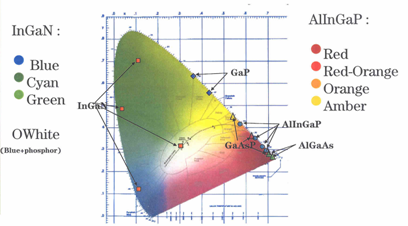 InGaN :
Blue
Cyan
Green
OWhite
(Blue+phosphor)
InGaN
GaP
AlInGaP
GaAsP
AlGaAs
AlInGaP :
Red
Red-Orange
Orange
Amber